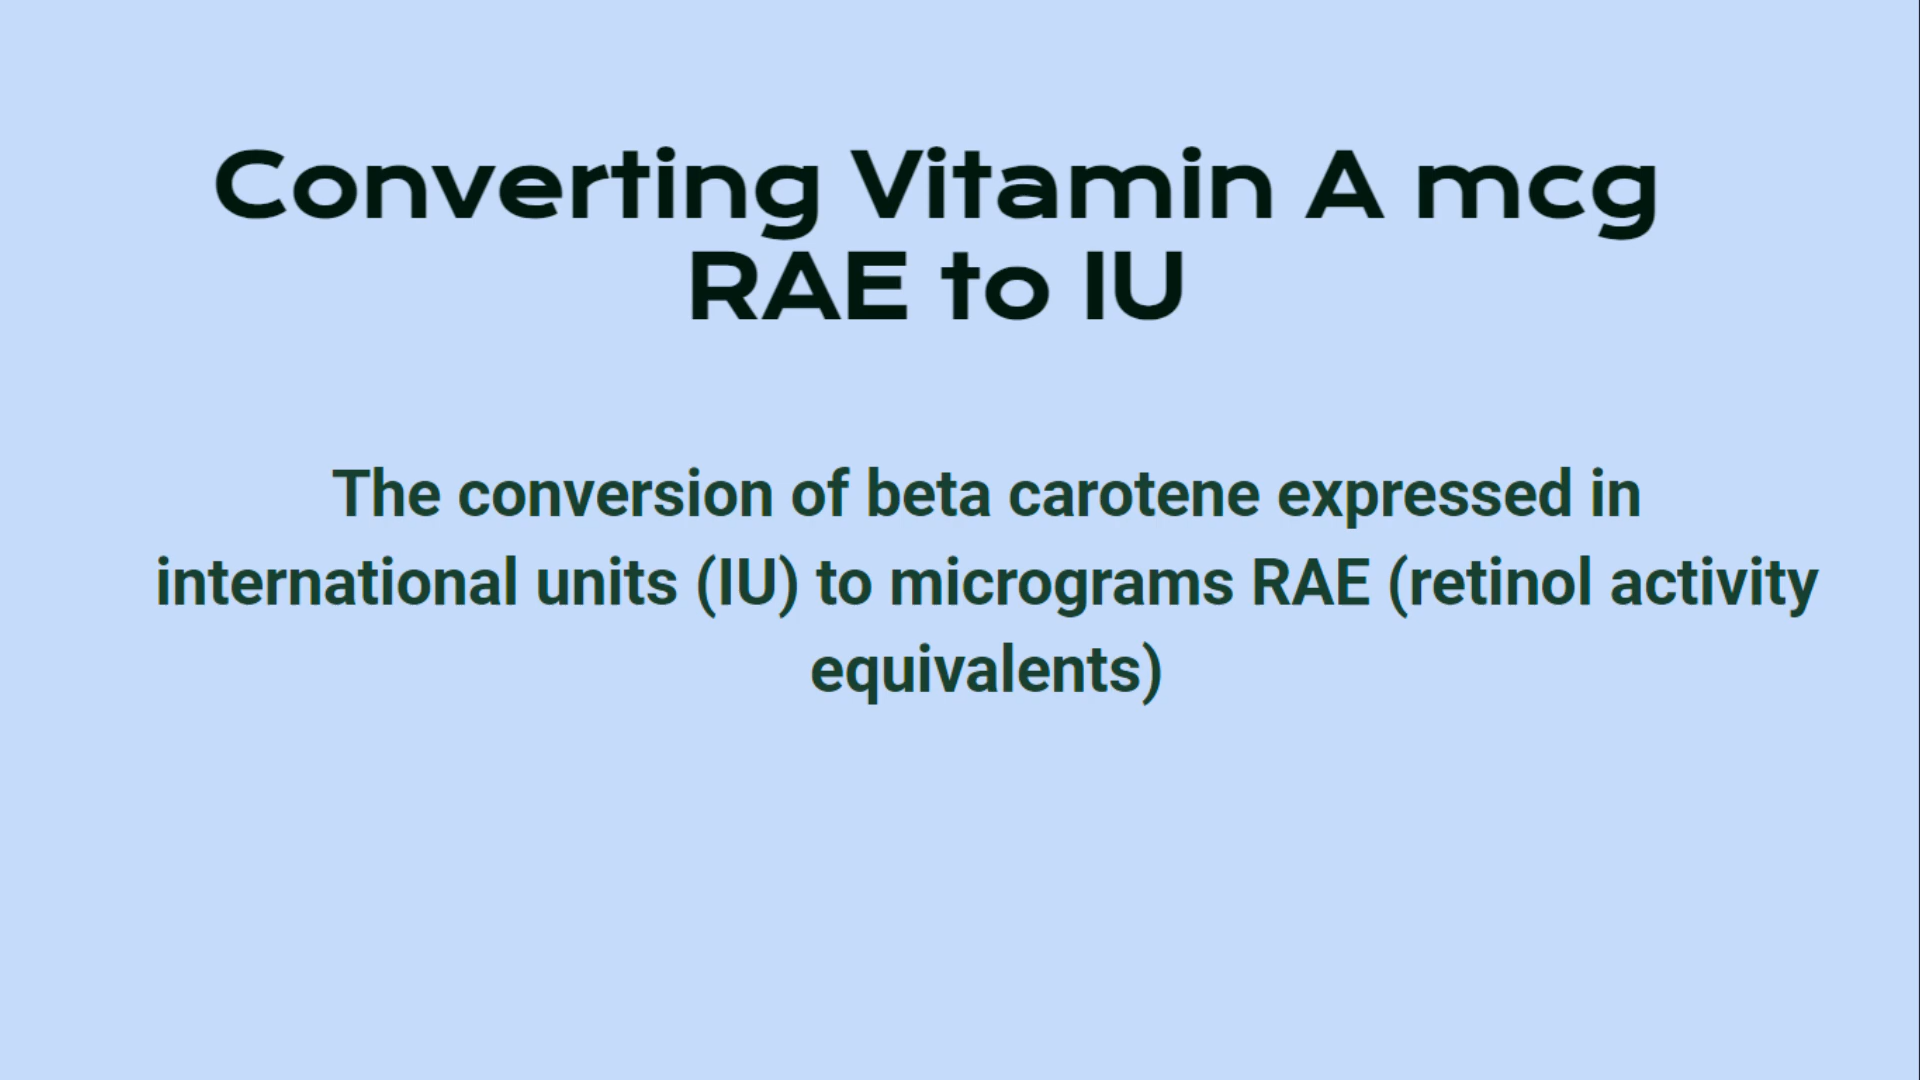 Converting Vitamin A mcg
RAE to IU
The conversion of beta carotene expressed in
international units (IU) to micrograms RAE (retinol activity
equivalents)